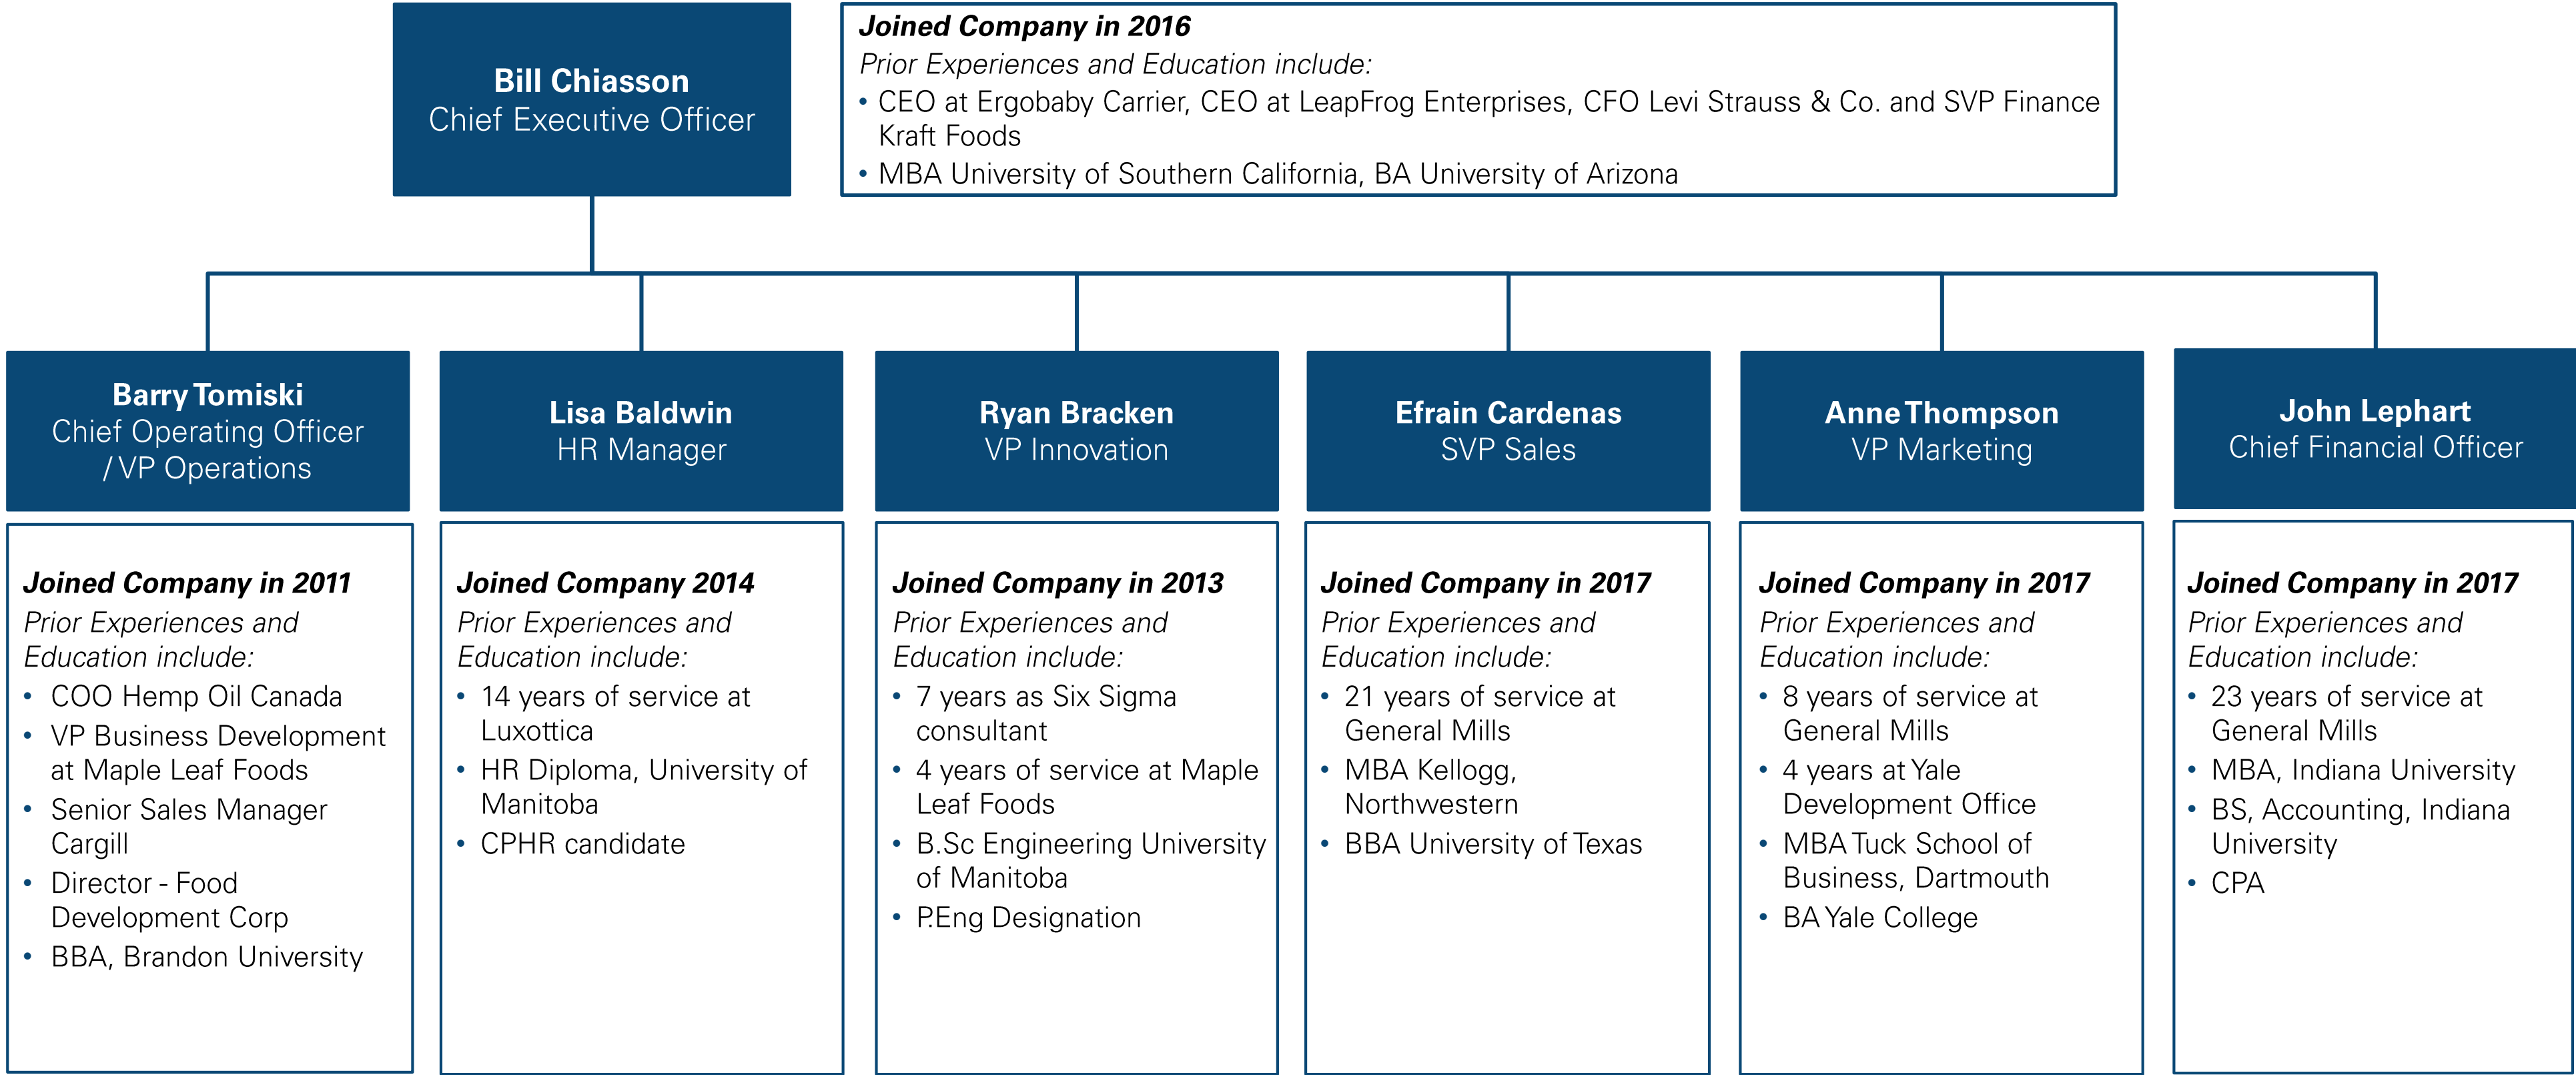 Bill Chiasson
Chief Executive Officer
Joined Company in 2016
Prior Experiences and Education include:
• CEO at Ergobaby Carrier, CEO at LeapFrog Enterprises, CFO Levi Strauss & Co. and SVP Finance
Kraft Foods
• MBA University of Southern California, BA University of Arizona
Barry Tomiski
Chief Operating Officer
/ VP Operations
Lisa Baldwin
HR Manager
Ryan Bracken
VP Innovation
Efrain Cardenas
SVP Sales
Anne Thompson
VP Marketing
John Lephart
Chief Financial Officer
Joined Company in 2011
Prior Experiences and
Education include:
• COO Hemp Oil Canada
• VP Business Development
at Maple Leaf Foods
• Senior Sales Manager
Cargill
• Director - Food
Development Corp
• BBA, Brandon University
Joined Company 2014
Prior Experiences and
Education include:
• 14 years of service at
Luxottica
• HR Diploma, University of
Manitoba
• CPHR candidate
Joined Company in 2013
Prior Experiences and
Education include:
• 7 years as Six Sigma
consultant
• 4 years of service at Maple
Leaf Foods
• B.Sc Engineering University
of Manitoba
• P.Eng Designation
Joined Company in 2017
Prior Experiences and
Education include:
• 21 years of service at
General Mills
• MBA Kellogg,
Northwestern
• BBA University of Texas
Joined Company in 2017
Prior Experiences and
Education include:
• 8 years of service at
General Mills
• 4 years at Yale
Development Office
• MBA Tuck School of
Business, Dartmouth
• BA Yale College
Joined Company in 2017
Prior Experiences and
Education include:
• 23 years of service at
General Mills
• MBA, Indiana University
• BS, Accounting, Indiana
University
• CPA